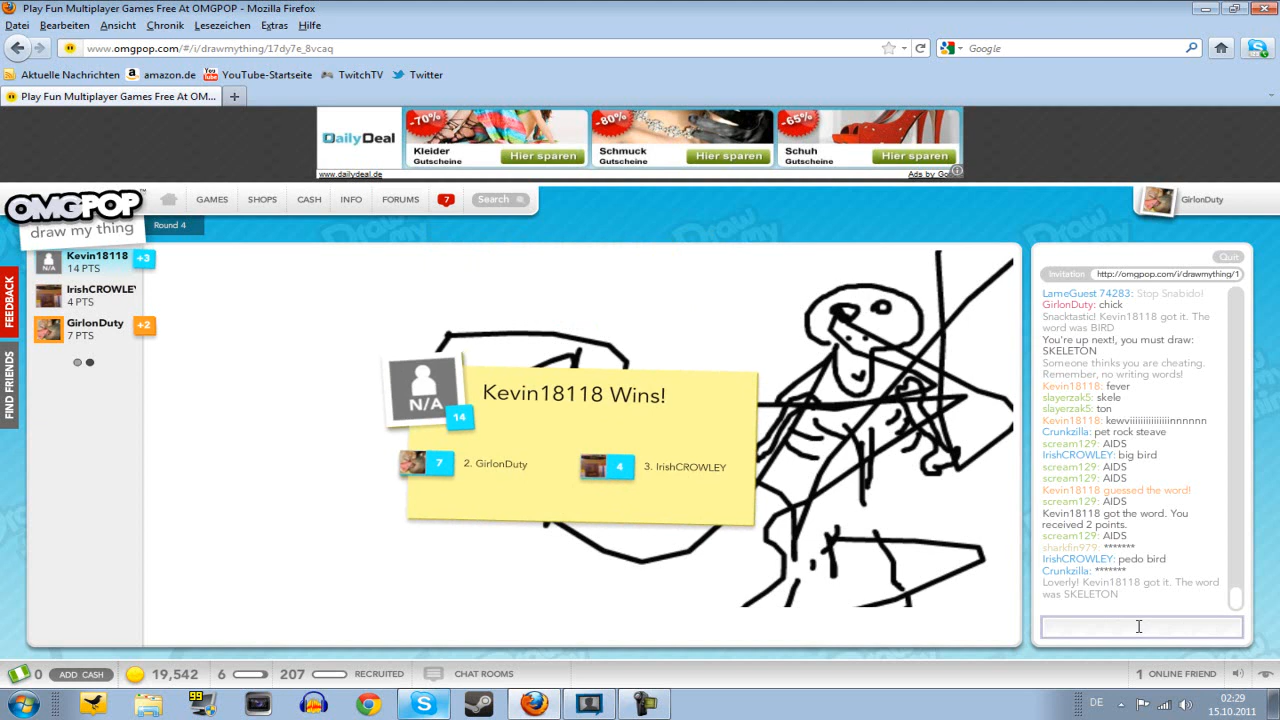 Play Fun Multiplayer Games Free At OMGPOP - Mozilla Firefox
Datei Bearbeiten Ansicht Chronik Lesezeichen Extras Hilfe
www.omgpop.com/#/i/drawmything/17dy7e_8vcaq
Google
Aktuelle Nachrichten amazon.de YouTube-Startseite TwitchTV Twitter
Play Fun Multiplayer Games Free At OM...
DailyDeal
www.dailydeal.de
-70%
Kleider
Gutscheine
Hier sparen
-80%
Schmuck
Gutscheine
Hier sparen
-65%
Schuh
Gutscheine
Hier sparen
OMGPOP
draw my thing
GAMES SHOPS CASH INFO FORUMS 7 Search
GirlonDuty
Round 4
FEEDBACK
FIND FRIENDS
Kevin18118 +3
N/A
14 PTS
IrishCROWLEY
4 PTS
GirlonDuty +2
7 PTS
Kevin18118 Wins!
N/A
14
7 2. GirlonDuty
4 3. IrishCROWLEY
Quit
Invitation http://omgpop.com/i/drawmything/1
LameGuest 74283: Stop Snabido!
GirlonDuty: chick
Snacktastic! Kevin18118 got it. The
word was BIRD
You're up next!, you must draw:
SKELETON
Someone thinks you are cheating.
Remember, no writing words!
Kevin18118: fever
slayerzak5: skele
slayerzak5: ton
Kevin18118: kewviiiiiiiiiiiiiinnnnnn
Crunkzilla: pet rock steave
scream129: AIDS
IrishCROWLEY: big bird
scream129: AIDS
scream129: AIDS
Kevin18118 guessed the word!
scream129: AIDS
Kevin18118 got the word. You
received 2 points.
scream129: AIDS
sharkfin979: *******
IrishCROWLEY: pedo bird
Crunkzilla: *******
Loverly! Kevin18118 got it. The word
was SKELETON
0 ADD CASH 19,542 6 207 RECRUITED CHAT ROOMS 1 ONLINE FRIEND
99
DE
02:29
15.10.2011